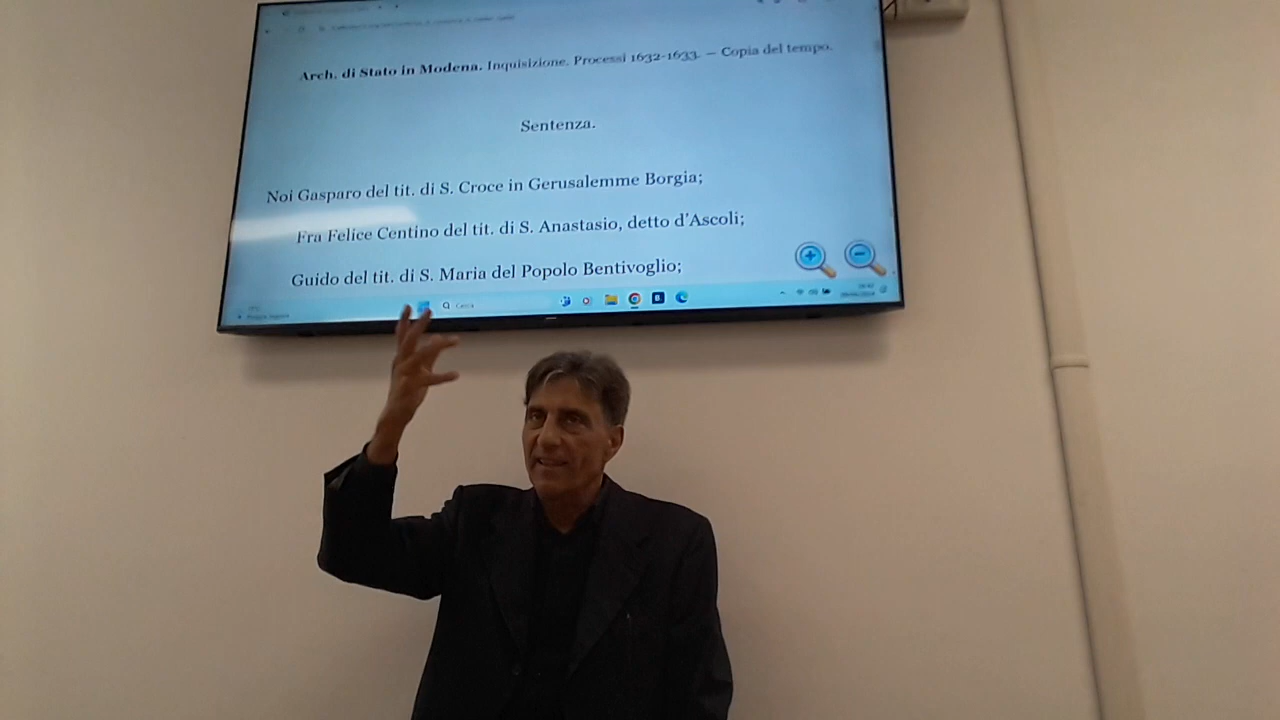 Arch. di Stato in Modena. Inquisizione. Processi 1632-1633. — Copia del tempo.
Sentenza.
Noi Gasparo del tit. di S. Croce in Gerusalemme Borgia;
Fra Felice Centino del tit. di S. Anastasio, detto d'Ascoli;
Guido del tit. di S. Maria del Popolo Bentivoglio;
Cerca